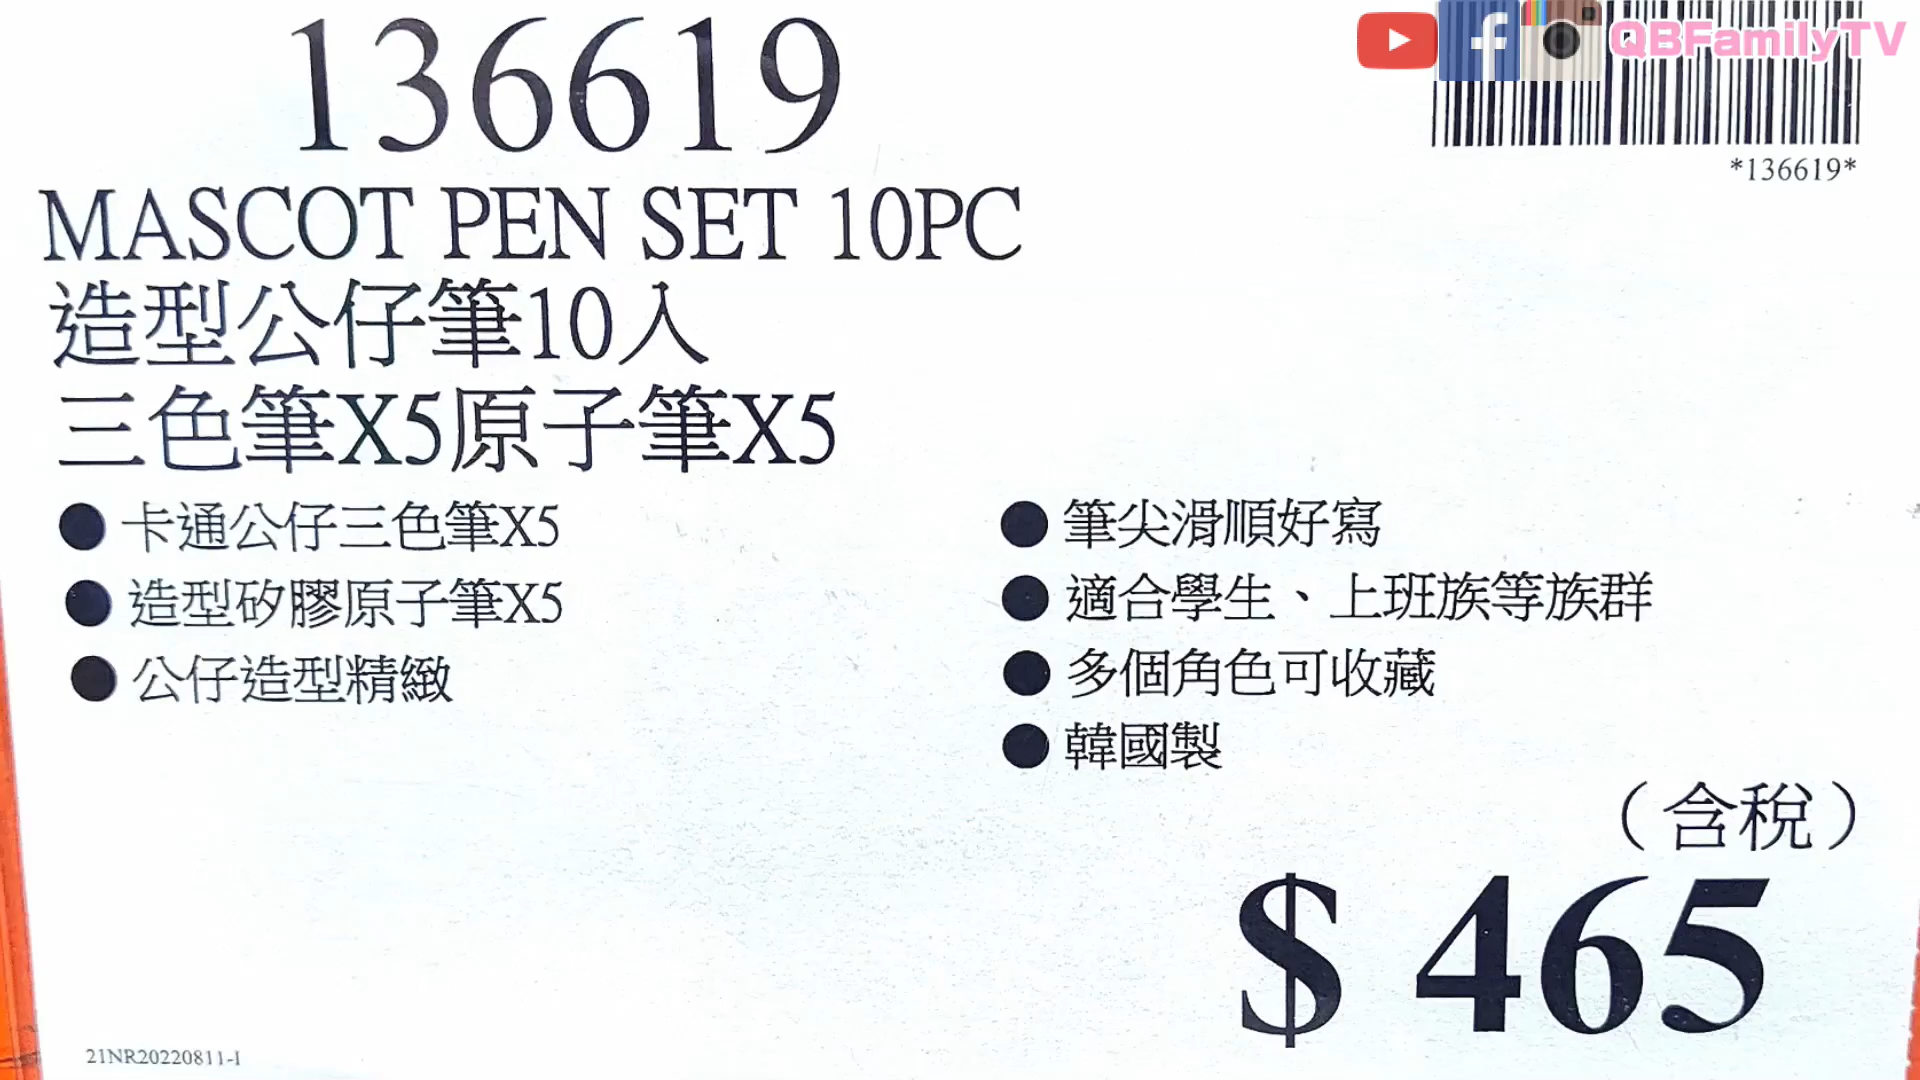 QBFamilyTV
136619
*136619*
MASCOT PEN SET 10PC
造型公仔筆10入
三色筆X5原子筆X5
● 卡通公仔三色筆X5
● 造型矽膠原子筆X5
● 公仔造型精緻
● 筆尖滑順好寫
● 適合學生、上班族等族群
● 多個角色可收藏
● 韓國製
（含稅）
$ 465
21NR20220811-I